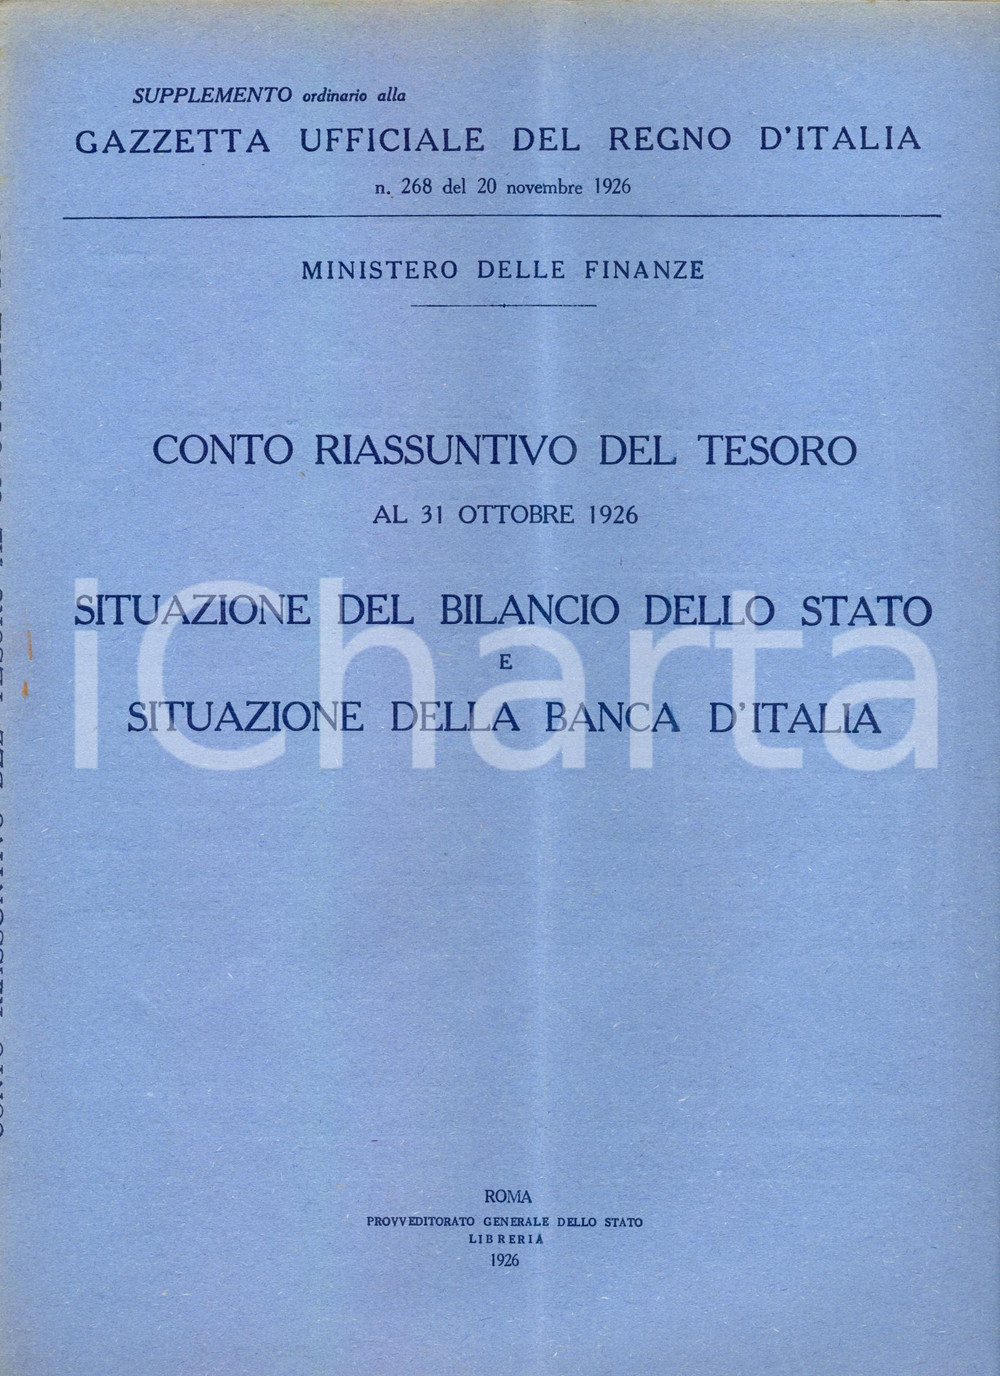 SUPPLEMENTO ordinario alla
GAZZETTA UFFICIALE DEL REGNO D'ITALIA
n. 268 del 20 novembre 1926
MINISTERO DELLE FINANZE
CONTO RIASSUNTIVO DEL TESORO
AL 31 OTTOBRE 1926
SITUAZIONE DEL BILANCIO DELLO STATO
E
SITUAZIONE DELLA BANCA D'ITALIA
iCharta
ROMA
PROVVEDITORATO GENERALE DELLO STATO
LIBRERIA
1926